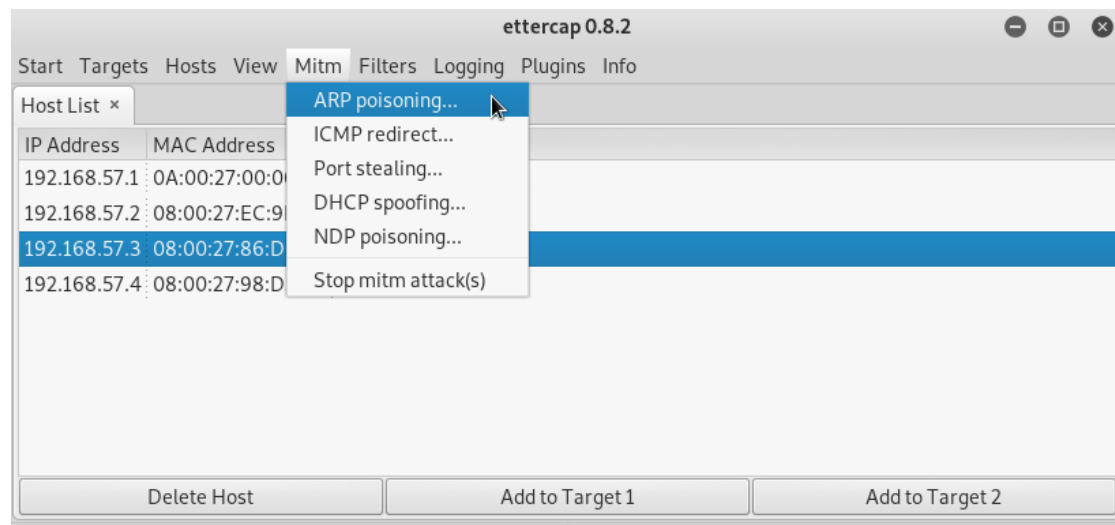 ettercap 0.8.2
Start Targets Hosts View Mitm Filters Logging Plugins Info
Host List ×
ARP poisoning...
ICMP redirect...
Port stealing...
DHCP spoofing...
NDP poisoning...
Stop mitm attack(s)
IP Address MAC Address
192.168.57.1 0A:00:27:00:0
192.168.57.2 08:00:27:EC:9
192.168.57.3 08:00:27:86:D
192.168.57.4 08:00:27:98:D
Delete Host Add to Target 1 Add to Target 2